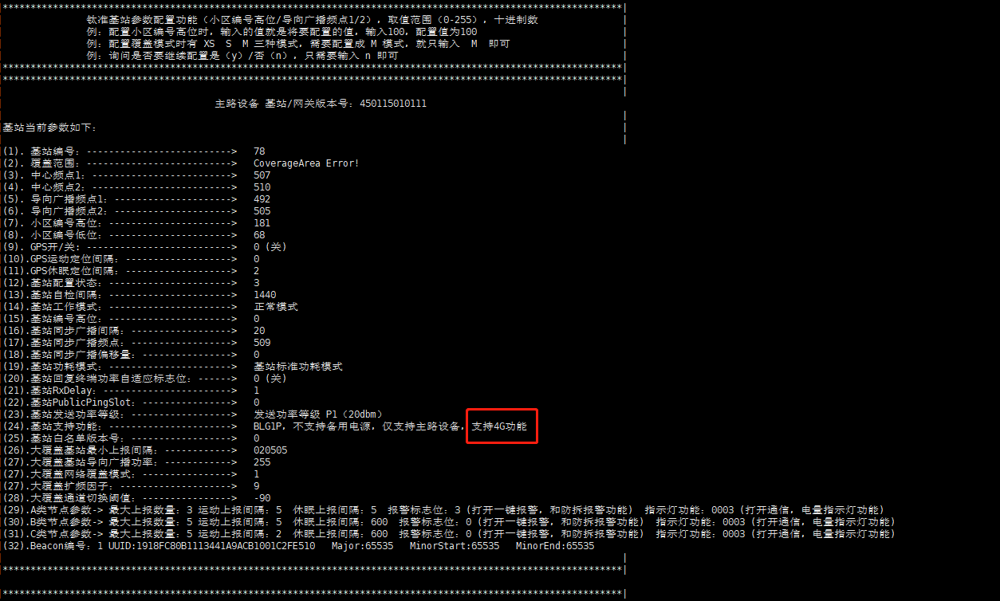 ***************************************************************************************************************|
钛准基站参数配置功能（小区编号高位/导向广播频点1/2），取值范围（0-255），十进制数 |
例：配置小区编号高位时，输入的值就是将要配置的值，输入100，配置值为100 |
例：配置覆盖模式时有 XS S M 三种模式，需要配置成 M 模式，就只输入 M 即可 |
例：询问是否要继续配置是（y）/否（n），只需要输入 n 即可 |
***************************************************************************************************************|
***************************************************************************************************************|
|
主路设备 基站/网关版本号：450115010111
|
基站当前参数如下： |
|
(1). 基站编号：--------------------------> 78
(2). 覆盖范围：--------------------------> CoverageArea Error!
(3). 中心频点1：-------------------------> 507
(4). 中心频点2：-------------------------> 510
(5). 导向广播频点1：---------------------> 492
(6). 导向广播频点2：---------------------> 505
(7). 小区编号高位：----------------------> 181
(8). 小区编号低位：----------------------> 68
(9). GPS开/关：--------------------------> 0（关）
(10).GPS运动定位间隔：-------------------> 0
(11).GPS休眠定位间隔：-------------------> 2
(12).基站配置状态：----------------------> 3
(13).基站自检间隔：----------------------> 1440
(14).基站工作模式：----------------------> 正常模式
(15).基站编号高位：----------------------> 0
(16).基站同步广播间隔：------------------> 20
(17).基站同步广播频点：------------------> 509
(18).基站同步广播偏移量：----------------> 0
(19).基站功耗模式：----------------------> 基站标准功耗模式
(20).基站回复终端功率自适应标志位：------> 0（关）
(21).基站RxDelay：-----------------------> 1
(22).基站PublicPingSlot：----------------> 0
(23).基站发送功率等级：------------------> 发送功率等级 P1（20dbm）
(24).基站支持功能：----------------------> BLG1P，不支持备用电源，仅支持主路设备，支持4G功能
(25).基站白名单版本号：------------------> 0
(26).大覆盖基站最小上报间隔：------------> 020505
(27).大覆盖基站导向广播功率：------------> 255
(27).大覆盖网络覆盖模式：----------------> 1
(27).大覆盖扩频因子：--------------------> 9
(28).大覆盖通道切换阈值：----------------> -90
(29).A类节点参数-> 最大上报数量：3 运动上报间隔：5 休眠上报间隔：5 报警标志位：3（打开一键报警，和防拆报警功能） 指示灯功能：0003（打开通信，电量指示灯功能）
(30).B类节点参数-> 最大上报数量：5 运动上报间隔：5 休眠上报间隔：600 报警标志位：0（打开一键报警，和防拆报警功能） 指示灯功能：0003（打开通信，电量指示灯功能）
(31).C类节点参数-> 最大上报数量：5 运动上报间隔：2 休眠上报间隔：600 报警标志位：0（打开一键报警，和防拆报警功能） 指示灯功能：0003（打开通信，电量指示灯功能）
(32).Beacon编号：1 UUID:1918FC80B1113441A9ACB1001C2FE510 Major:65535 MinorStart:65535 MinorEnd:65535
|
***************************************************************************************************************|
***************************************************************************************************************|